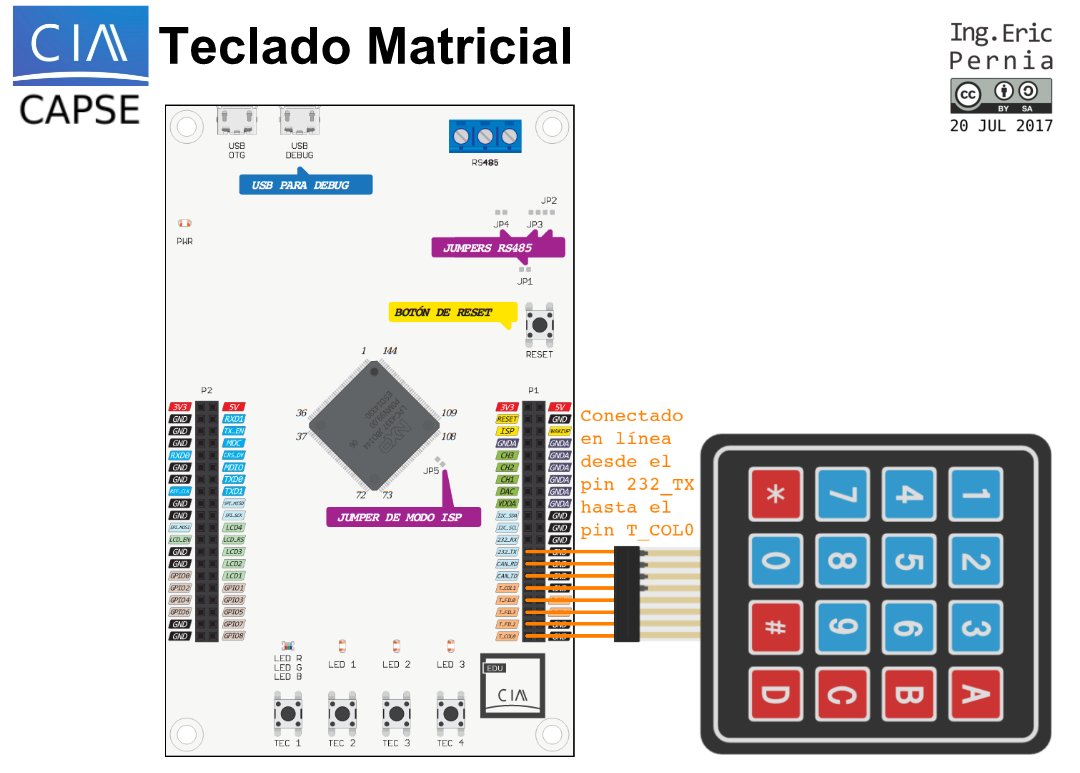 CIAA
CAPSE
Teclado Matricial
Ing.Eric
Pernia
cc
BY SA
20 JUL 2017
USB
OTG
USB
DEBUG
USB PARA DEBUG
RS485
PWR
JP2
JP4
JP3
JUMPERS RS485
JP1
BOTÓN DE RESET
RESET
1
144
36
37
109
108
72
73
NXP
JP5
JUMPER DE MODO ISP
P2
3V3 5V
GND RXD1
GND TX_EN
GND MDC
RXD0 CRS_DV
GND MDIO
GND TXD0
REF_CLK TXD1
GND SPI_MISO
GND SPI_SCK
SPI_MOSI LCD4
LCD_EN LCD_RS
GND LCD3
GND LCD2
GND LCD1
GPIO0 GPIO1
GPIO2 GPIO3
GPIO4 GPIO5
GPIO6 GPIO7
GND GPIO8
GND
P1
3V3 5V
RESET GND
ISP WAKEUP
GNDA GNDA
CH3 GNDA
CH2 GNDA
CH1 GNDA
DAC GNDA
VDDA GNDA
I2C_SDA GND
I2C_SCL GND
232_RX GND
232_TX GND
CAN_RD GND
CAN_TD GND
T_COL1 GND
T_FIL0
T_FIL3
T_FIL2 GND
T_COL0 GND
Conectado
en línea
desde el
pin 232_TX
hasta el
pin T_COL0
* 7 4 1
0 8 5 2
# 9 6 3
D C B A
LED R
LED G
LED B
LED 1
LED 2
LED 3
EDU
CIAA
TEC 1
TEC 2
TEC 3
TEC 4